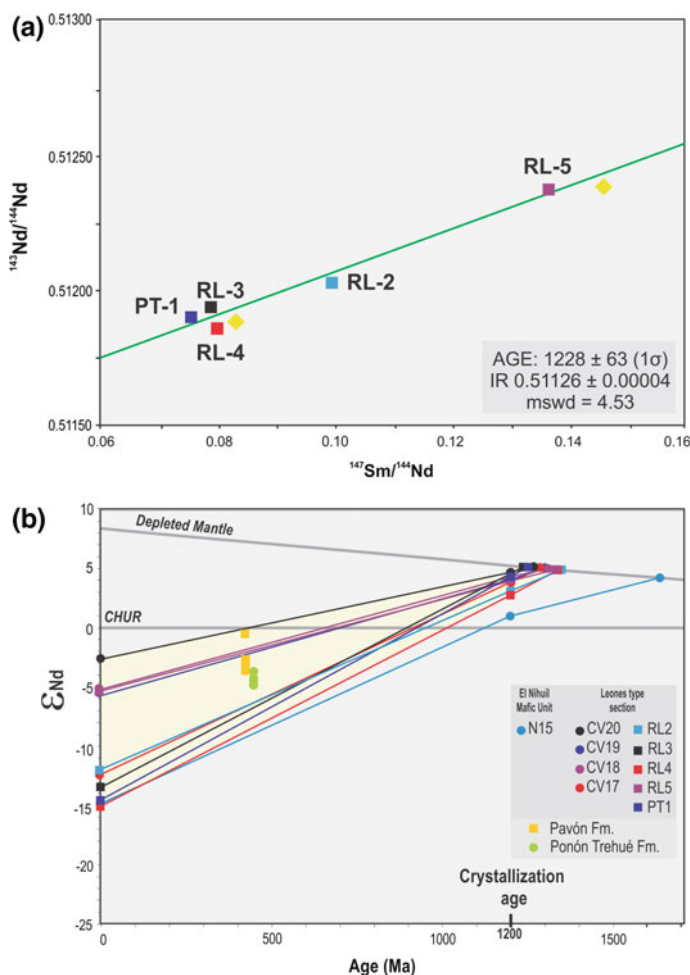 (a)
0.51300
0.51250
0.51200
0.51150
143Nd/144Nd
RL-5
RL-3
PT-1
RL-2
RL-4
AGE: 1228 ± 63 (1σ)
IR 0.51126 ± 0.00004
mswd = 4.53
0.06 0.08 0.10 0.12 0.14 0.16
147Sm/144Nd
(b)
10
5
0
-5
-10
-15
-20
-25
εNd
Depleted Mantle
CHUR
El Nihuil Mafic Unit
N15
Leones type section
CV20 RL2
CV19 RL3
CV18 RL4
CV17 RL5
PT1
Pavón Fm.
Ponón Trehué Fm.
Crystallization
age
0 500 1000 1200 1500
Age (Ma)